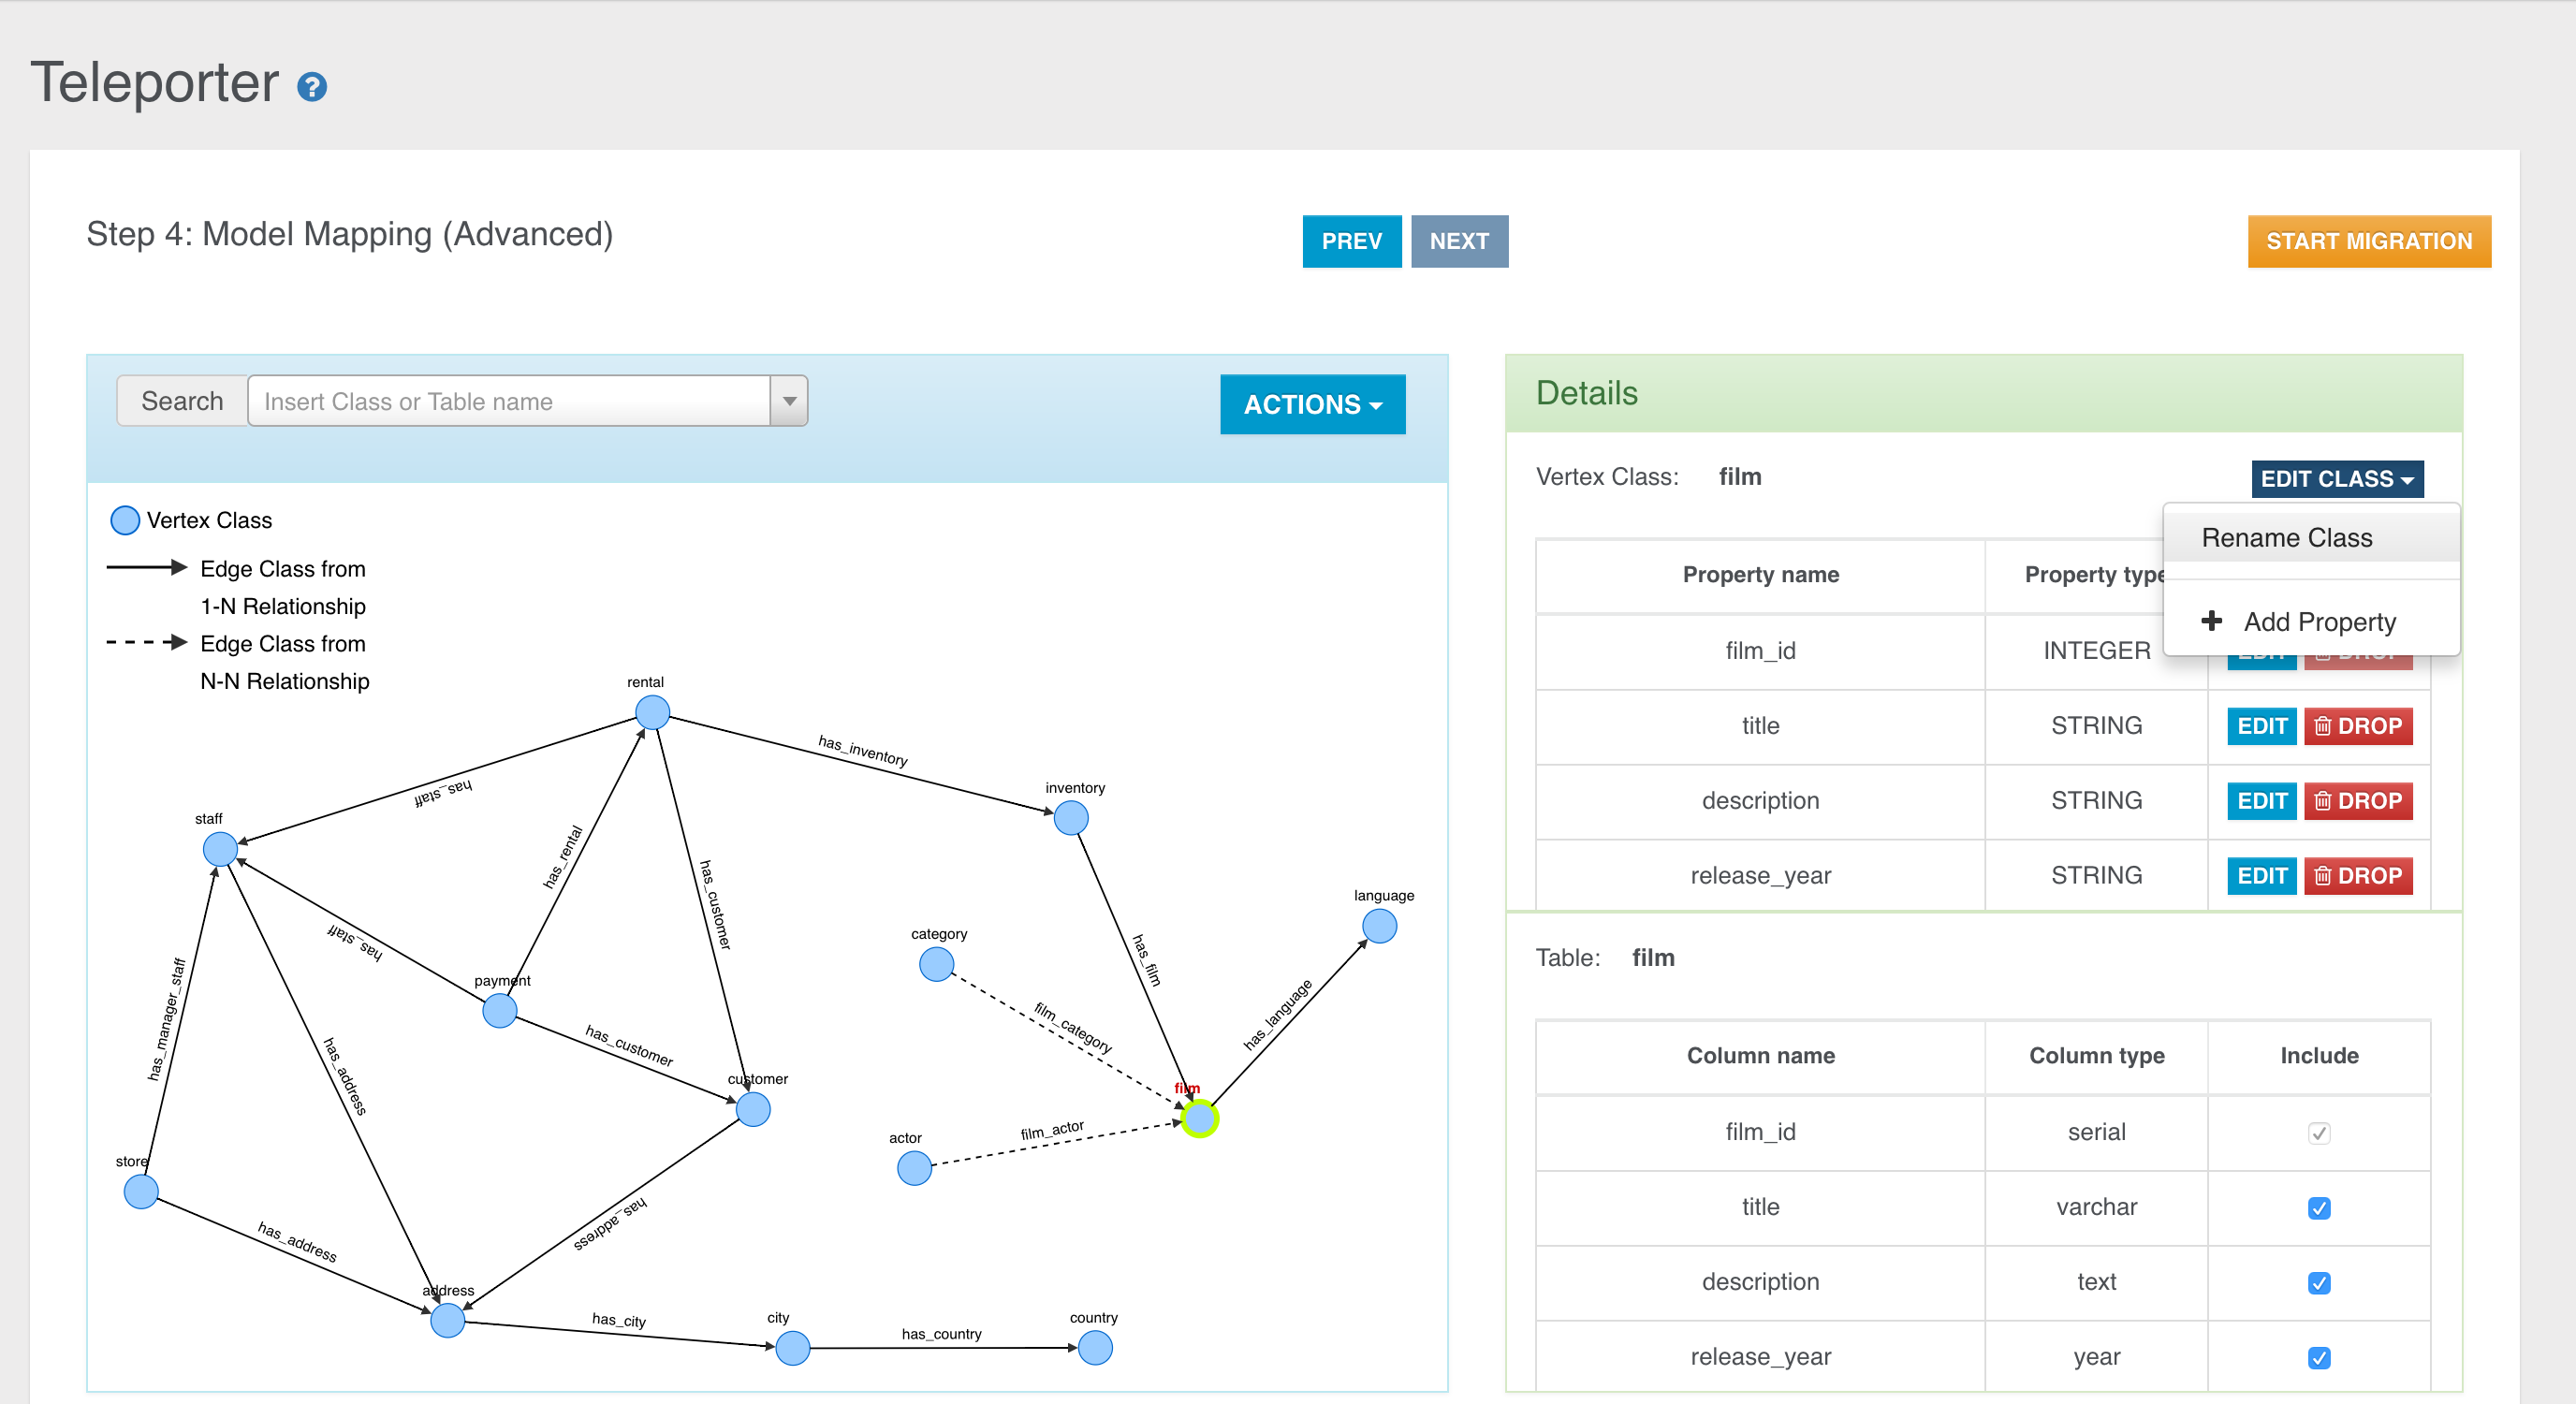 Teleporter ?
Step 4: Model Mapping (Advanced)
PREV
NEXT
START MIGRATION
Search
Insert Class or Table name
ACTIONS
Vertex Class
Edge Class from
1-N Relationship
Edge Class from
N-N Relationship
rental
has_inventory
inventory
has_staff
staff
has_rental
has_customer
language
category
has_film
has_staff
payment
has_manager_staff
film_category
has_language
has_customer
has_address
customer
film
actor
film_actor
store
has_address
has_address
address
has_city
city
has_country
country
Details
Vertex Class: film
EDIT CLASS
Rename Class
Add Property
Property name Property type
film_id INTEGER EDIT DROP
title STRING EDIT DROP
description STRING EDIT DROP
release_year STRING EDIT DROP
Table: film
Column name Column type Include
film_id serial
title varchar
description text
release_year year